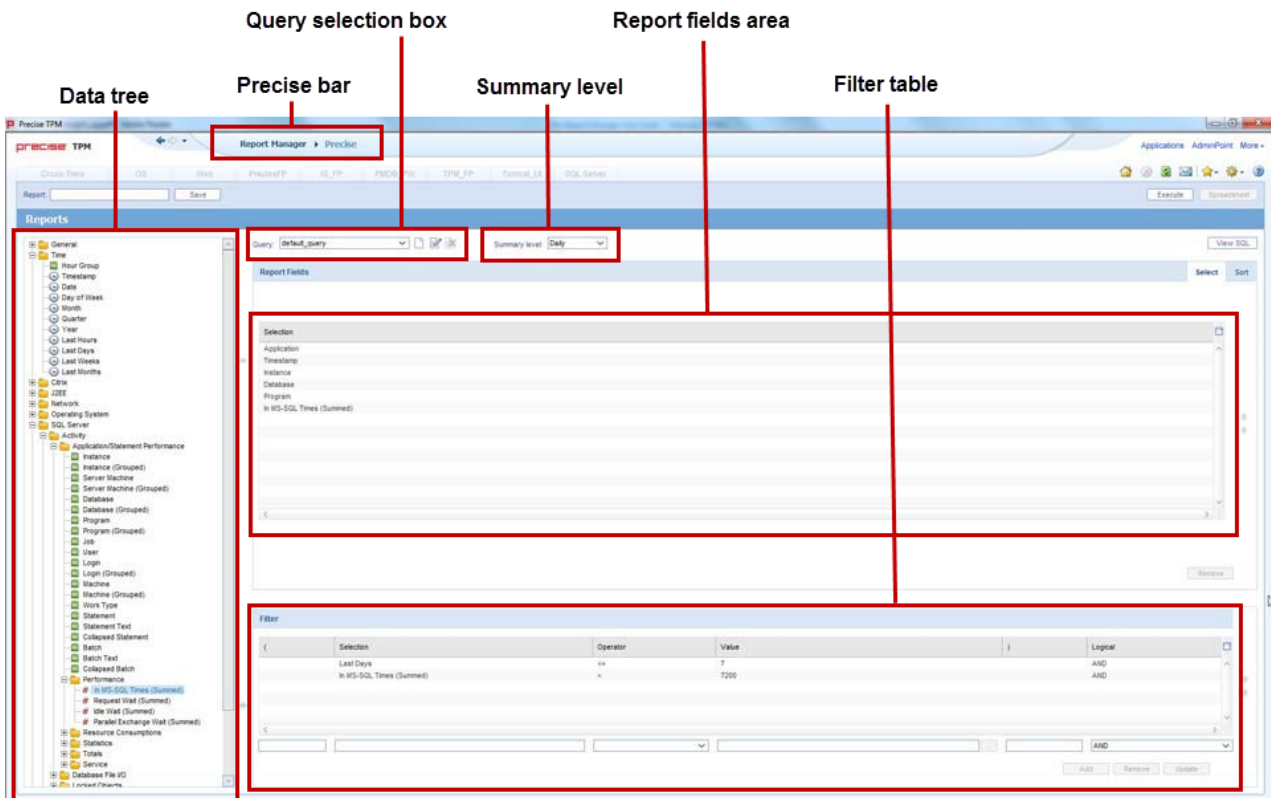 Query selection box
Report fields area
Data tree
Precise bar
Summary level
Filter table
Precise TPM
precise TPM
Report Manager Precise
Applications AdminPoint More
Cross-Tiers OS Web PreciseFP TPM_FP SQL Server
Report: Save
Execute Spreadsheet
Reports
Query: default_query
Summary level: Daily
View SQL
Report Fields
Select Sort
Selection
Application
Timestamp
Instance
Database
Program
In MS-SQL Times (Summed)
Remove
General
Time
Hour Group
Timestamp
Date
Day of Week
Month
Quarter
Year
Last Hours
Last Days
Last Weeks
Last Months
Citrix
J2EE
Network
Operating System
SQL Server
Activity
Application/Statement Performance
Instance
Instance (Grouped)
Server Machine
Server Machine (Grouped)
Database
Database (Grouped)
Program
Program (Grouped)
Job
User
Login
Login (Grouped)
Machine
Machine (Grouped)
Work Type
Statement
Statement Text
Collapsed Statement
Batch
Batch Text
Collapsed Batch
Performance
# In MS-SQL Times (Summed)
# Request Wait (Summed)
# Idle Wait (Summed)
# Parallel Exchange Wait (Summed)
Resource Consumptions
Statistics
Totals
Service
Database File I/O
Locked Objects
Filter
( Selection Operator Value ) Logical
Last Days <= 7 AND
In MS-SQL Times (Summed) > 7200 AND
AND
Add Remove Update